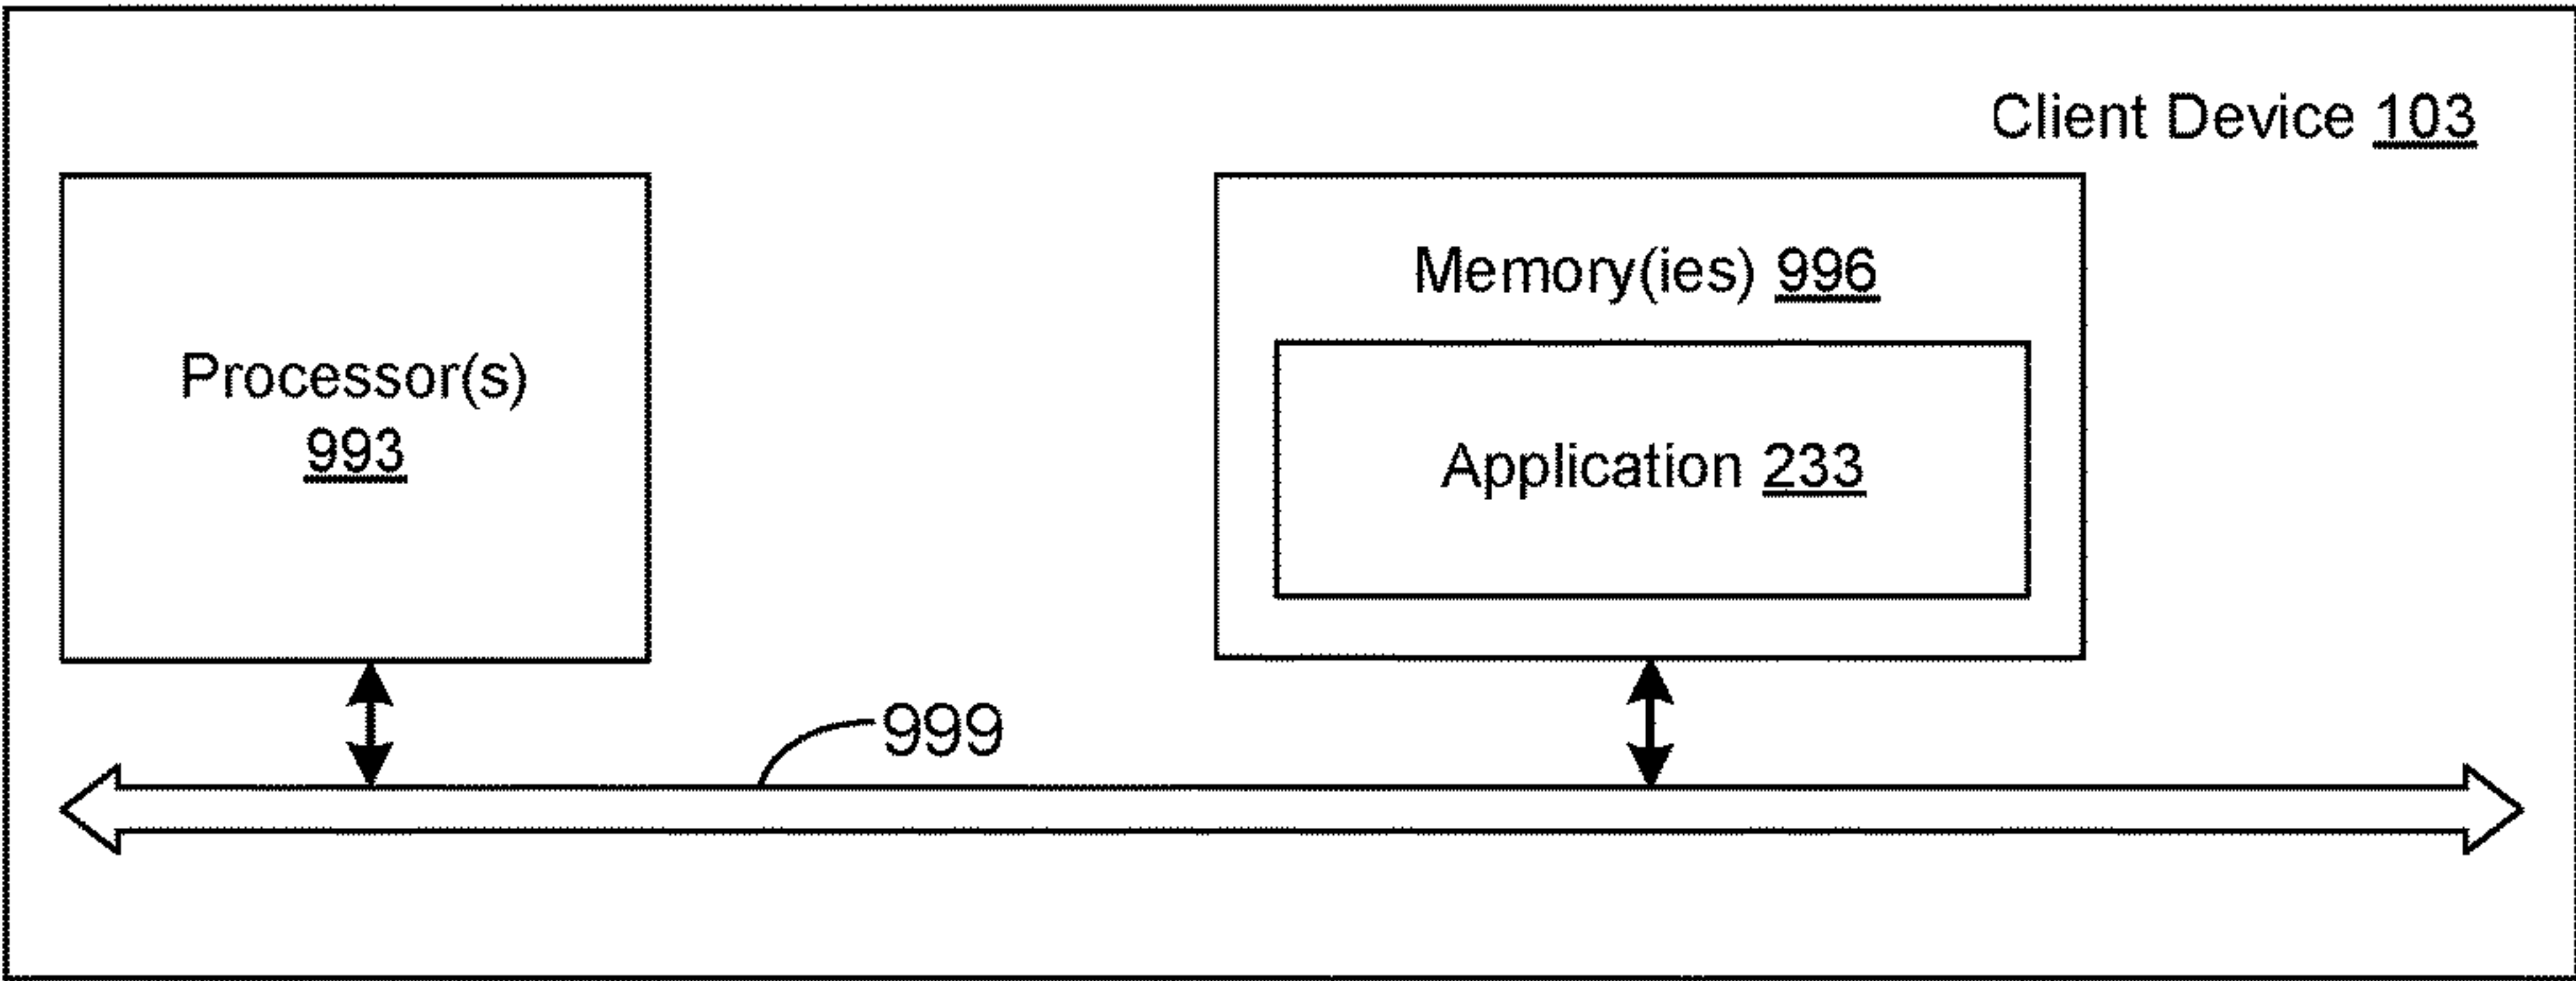 Client Device 103
Processor(s)
993
Memory(ies) 996
Application 233
999